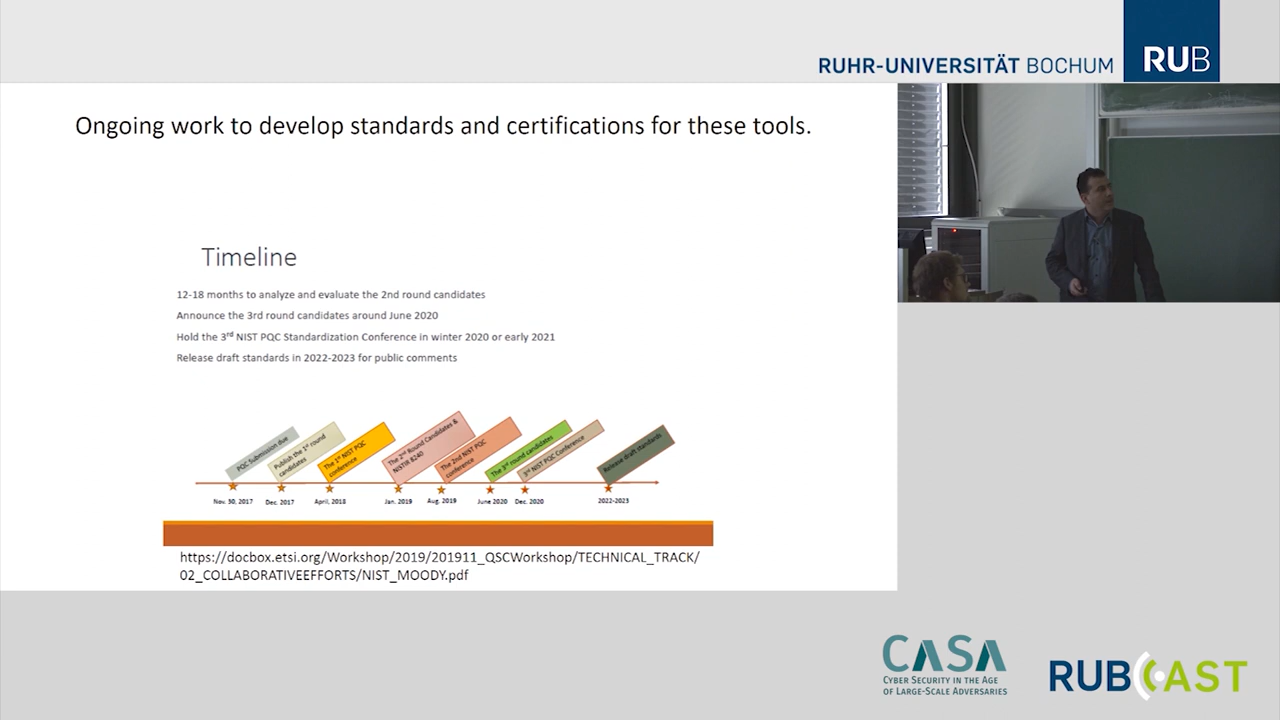 RUHR-UNIVERSITÄT BOCHUM
RUB
Ongoing work to develop standards and certifications for these tools.
Timeline
12-18 months to analyze and evaluate the 2nd round candidates
Announce the 3rd round candidates around June 2020
Hold the 3rd NIST PQC Standardization Conference in winter 2020 or early 2021
Release draft standards in 2022-2023 for public comments
PQC Submission due
Publish the 1st round
candidates
The 1st NIST PQC
conference
The 2nd Round Candidates &
NISTIR 8240
The 2nd NIST PQC
conference
The 3rd round candidates
3rd NIST PQC Conference
Release draft standards
Nov. 30, 2017
Dec. 2017
April, 2018
Jan. 2019
Aug. 2019
June 2020
Dec. 2020
2022-2023
https://docbox.etsi.org/Workshop/2019/201911_QSCWorkshop/TECHNICAL_TRACK/
02_COLLABORATIVEEFFORTS/NIST_MOODY.pdf
CASA
CYBER SECURITY IN THE AGE
OF LARGE-SCALE ADVERSARIES
RUBCAST